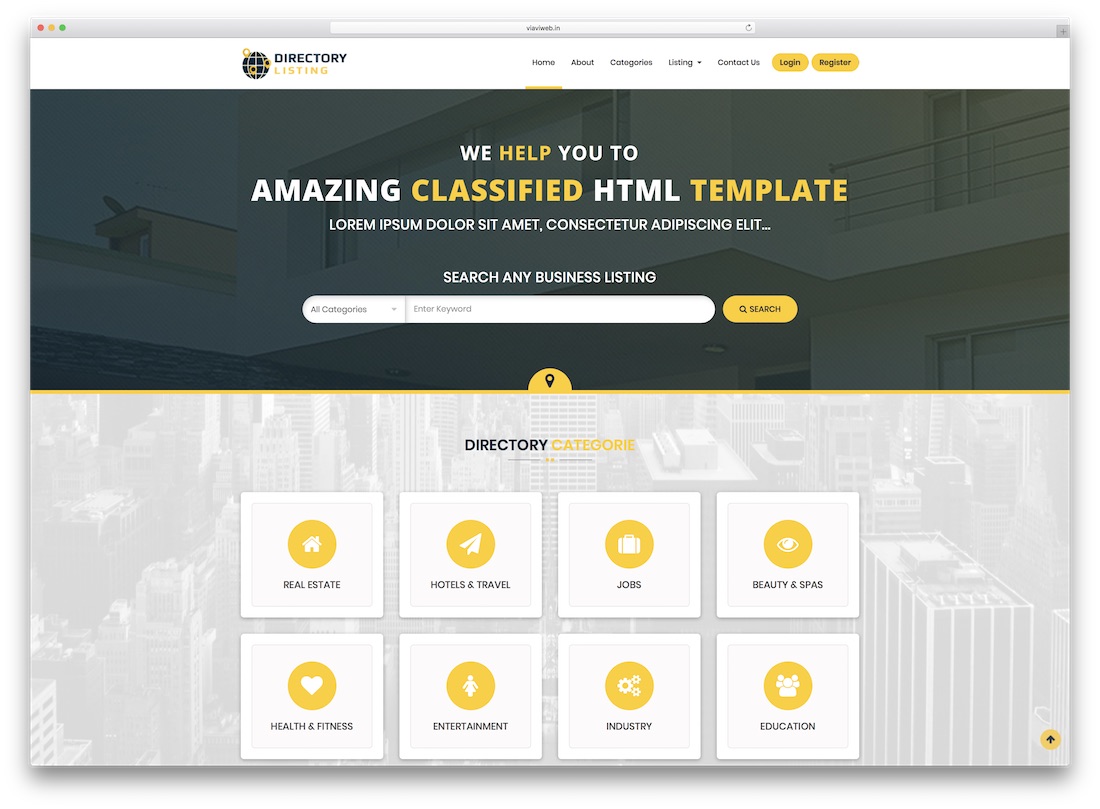 viaviweb.in
DIRECTORY
LISTING
Home About Categories Listing Contact Us Login Register
WE HELP YOU TO
AMAZING CLASSIFIED HTML TEMPLATE
LOREM IPSUM DOLOR SIT AMET, CONSECTETUR ADIPISCING ELIT...
SEARCH ANY BUSINESS LISTING
All Categories Enter Keyword SEARCH
DIRECTORY CATEGORIE
REAL ESTATE HOTELS & TRAVEL JOBS BEAUTY & SPAS
HEALTH & FITNESS ENTERTAINMENT INDUSTRY EDUCATION